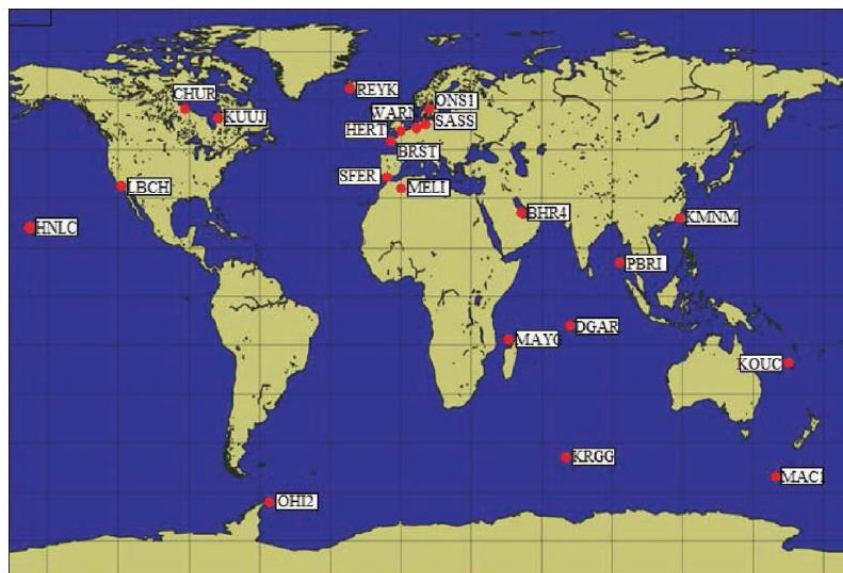 REYK
CHUR
ONS1
KUUJ
SASS
HERT
BRST
SFER
LBCH
MELI
BHR4
KMNM
HNLC
PBRI
DGAR
MAYG
KOUC
KRGG
MAC1
OHI2